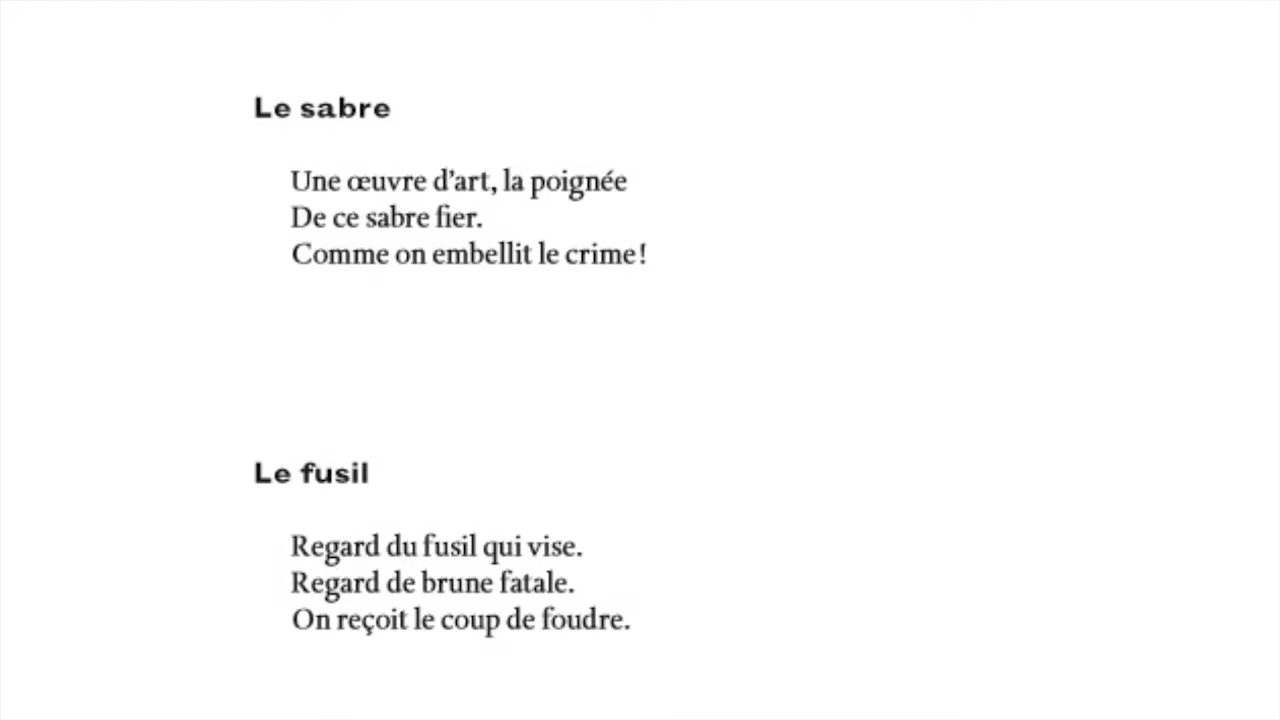 Le sabre
Une œuvre d’art, la poignée
De ce sabre fier.
Comme on embellit le crime !
Le fusil
Regard du fusil qui vise.
Regard de brune fatale.
On reçoit le coup de foudre.